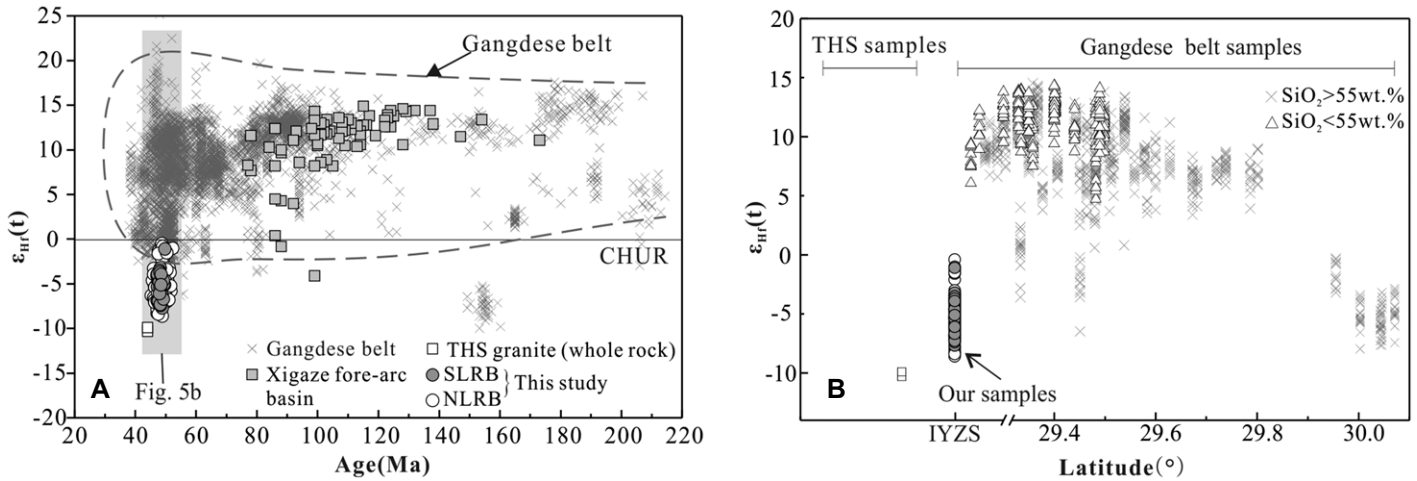 25
20
15
10
5
0
-5
-10
-15
-20
εHf(t)
Gangdese belt
CHUR
Gangdese belt
THS granite (whole rock)
Xigaze fore-arc
basin
SLRB
NLRB
This study
A
Fig. 5b
20 40 60 80 100 120 140 160 180 200 220
Age(Ma)
20
15
10
5
0
-5
-10
εHf(t)
THS samples
Gangdese belt samples
SiO2>55wt.%
SiO2<55wt.%
B
Our samples
IYZS 29.4 29.6 29.8 30.0
Latitude(°)